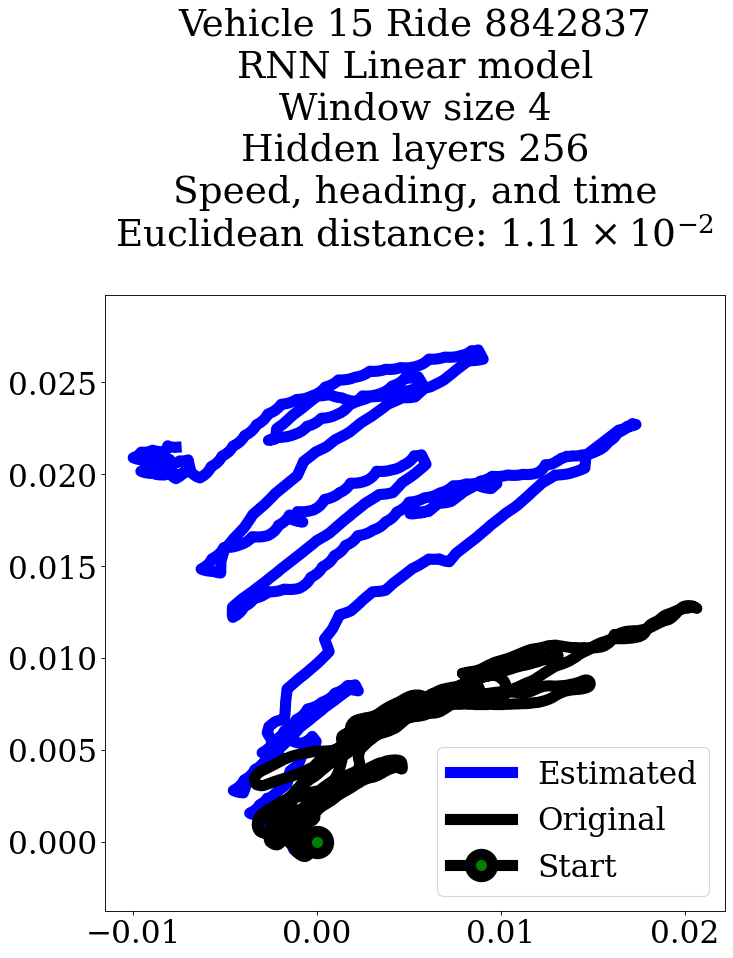 Vehicle 15 Ride 8842837
RNN Linear model
Window size 4
Hidden layers 256
Speed, heading, and time
Euclidean distance: 1.11 × 10⁻²
0.025
0.020
0.015
0.010
0.005
0.000
Estimated
Original
Start
−0.01
0.00
0.01
0.02